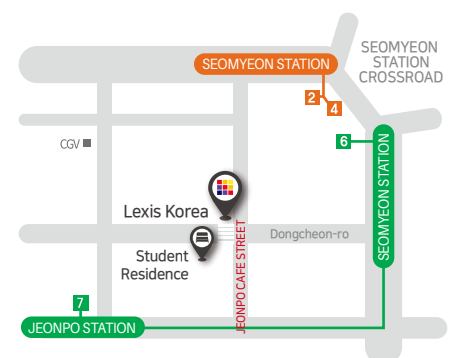 SEOMYEON STATION
SEOMYEON
STATION
CROSSROAD
2
4
6
CGV
SEOMYEON STATION
Lexis Korea
Dongcheon-ro
Student
Residence
JEONPO CAFE STREET
7
JEONPO STATION